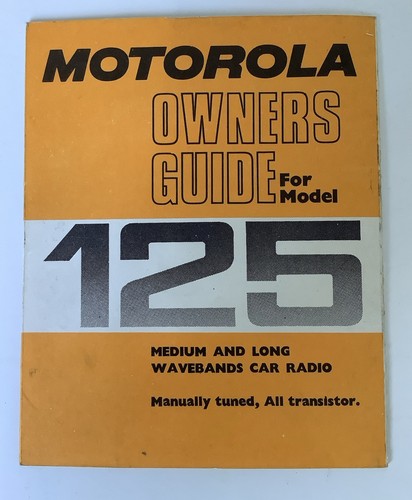 MOTOROLA
OWNERS
GUIDE For
Model
125
MEDIUM AND LONG
WAVEBANDS CAR RADIO
Manually tuned, All transistor.